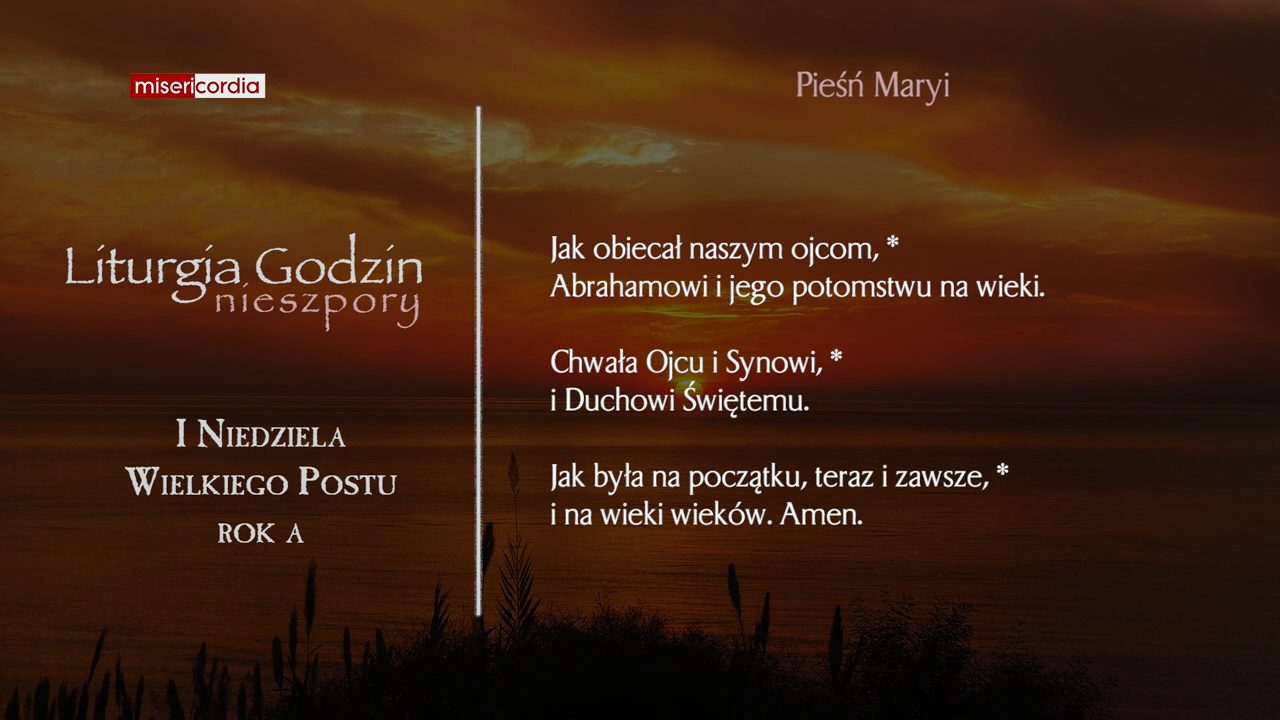 misericordia
Liturgia Godzin
nieszpory
I Niedziela
Wielkiego Postu
rok A
Pieśń Maryi
Jak obiecał naszym ojcom, *
Abrahamowi i jego potomstwu na wieki.
Chwała Ojcu i Synowi, *
i Duchowi Świętemu.
Jak była na początku, teraz i zawsze, *
i na wieki wieków. Amen.